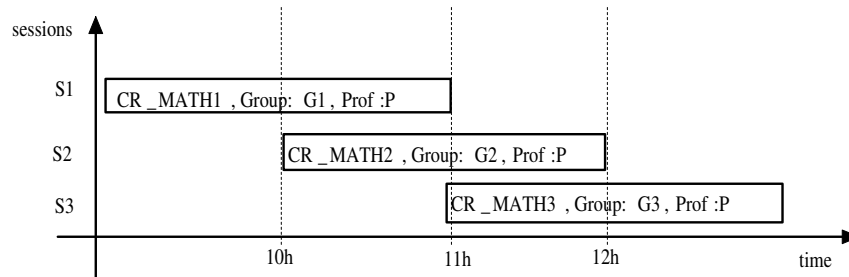 sessions
S1
CR _MATH1 , Group: G1 , Prof :P
S2
CR _MATH2 , Group: G2 , Prof :P
S3
CR _MATH3 , Group: G3 , Prof :P
10h 11h 12h time